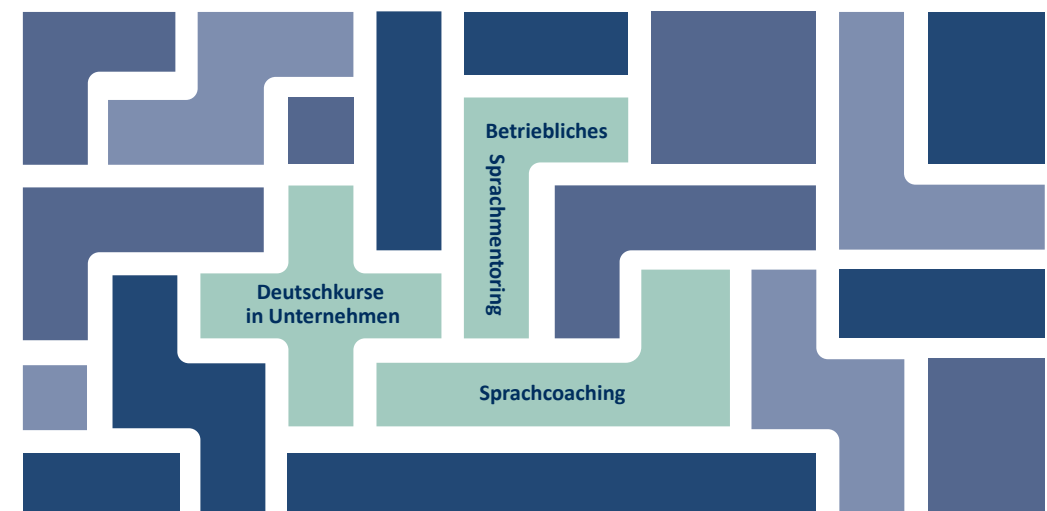 Betriebliches
Sprachmentoring
Deutschkurse
in Unternehmen
Sprachcoaching